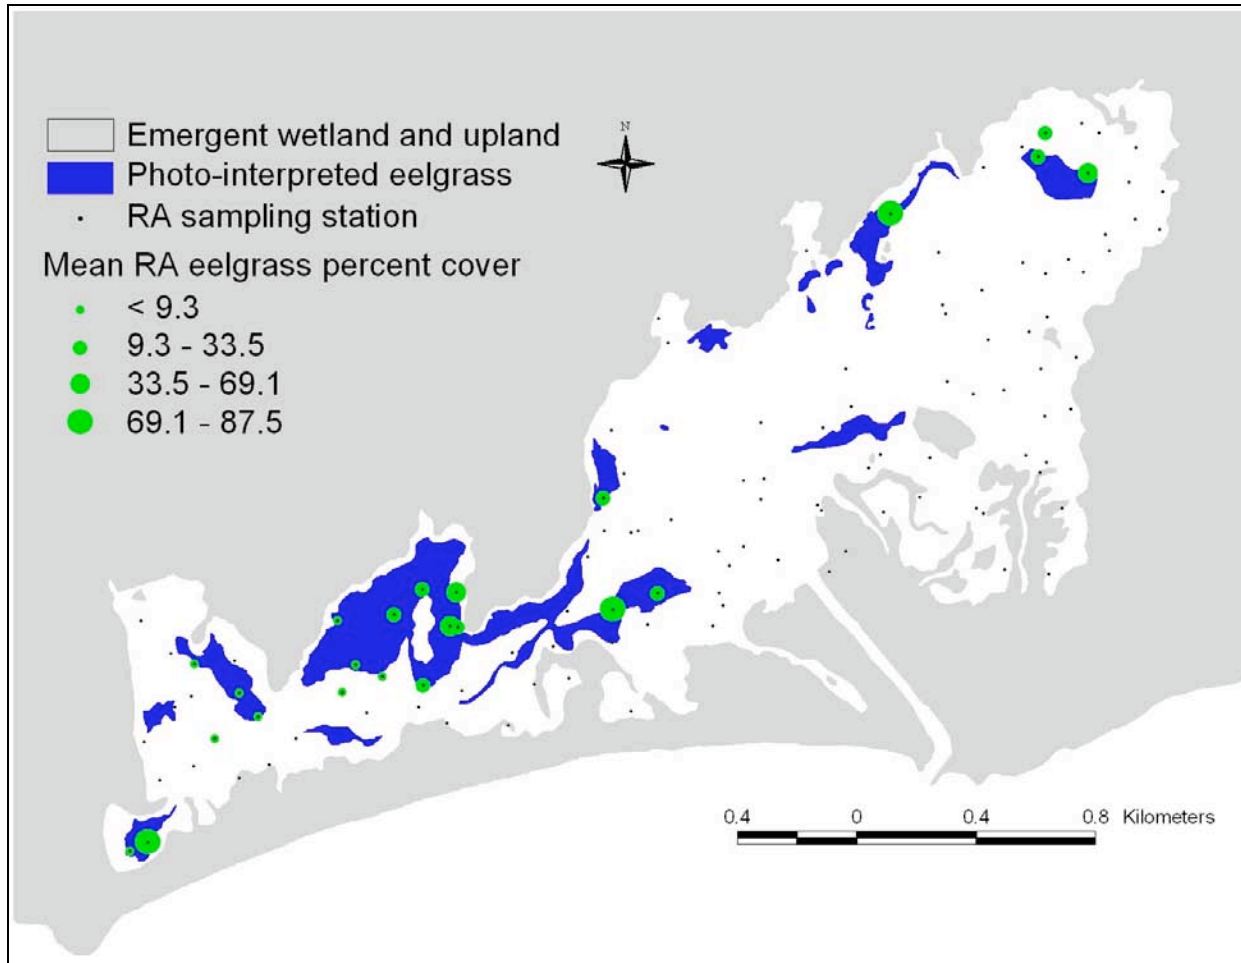 N
Emergent wetland and upland
Photo-interpreted eelgrass
RA sampling station
Mean RA eelgrass percent cover
< 9.3
9.3 - 33.5
33.5 - 69.1
69.1 - 87.5
0.4 0 0.4 0.8 Kilometers